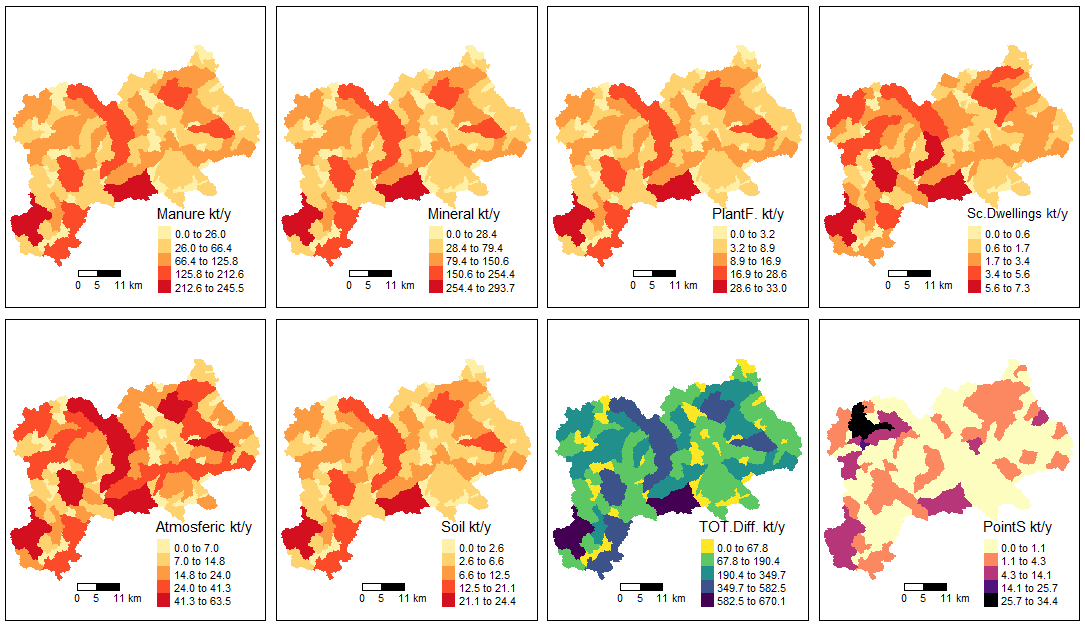 Manure kt/y
0.0 to 26.0
26.0 to 66.4
66.4 to 125.8
125.8 to 212.6
212.6 to 245.5
0 5 11 km
Mineral kt/y
0.0 to 28.4
28.4 to 79.4
79.4 to 150.6
150.6 to 254.4
254.4 to 293.7
0 5 11 km
PlantF. kt/y
0.0 to 3.2
3.2 to 8.9
8.9 to 16.9
16.9 to 28.6
28.6 to 33.0
0 5 11 km
Sc.Dwellings kt/y
0.0 to 0.6
0.6 to 1.7
1.7 to 3.4
3.4 to 5.6
5.6 to 7.3
0 5 11 km
Atmosferic kt/y
0.0 to 7.0
7.0 to 14.8
14.8 to 24.0
24.0 to 41.3
41.3 to 63.5
0 5 11 km
Soil kt/y
0.0 to 2.6
2.6 to 6.6
6.6 to 12.5
12.5 to 21.1
21.1 to 24.4
0 5 11 km
TOT.Diff. kt/y
0.0 to 67.8
67.8 to 190.4
190.4 to 349.7
349.7 to 582.5
582.5 to 670.1
0 5 11 km
PointS kt/y
0.0 to 1.1
1.1 to 4.3
4.3 to 14.1
14.1 to 25.7
25.7 to 34.4
0 5 11 km